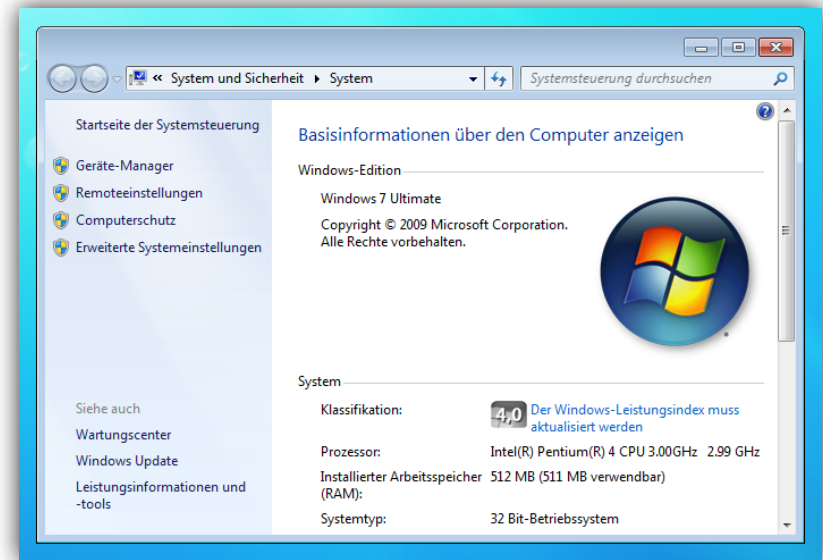 « System und Sicherheit ▸ System
Systemsteuerung durchsuchen
Startseite der Systemsteuerung
Geräte-Manager
Remoteeinstellungen
Computerschutz
Erweiterte Systemeinstellungen
Siehe auch
Wartungscenter
Windows Update
Leistungsinformationen und
-tools
Basisinformationen über den Computer anzeigen
Windows-Edition
Windows 7 Ultimate
Copyright © 2009 Microsoft Corporation.
Alle Rechte vorbehalten.
System
Klassifikation: 4,0 Der Windows-Leistungsindex muss
aktualisiert werden
Prozessor: Intel(R) Pentium(R) 4 CPU 3.00GHz 2.99 GHz
Installierter Arbeitsspeicher 512 MB (511 MB verwendbar)
(RAM):
Systemtyp: 32 Bit-Betriebssystem